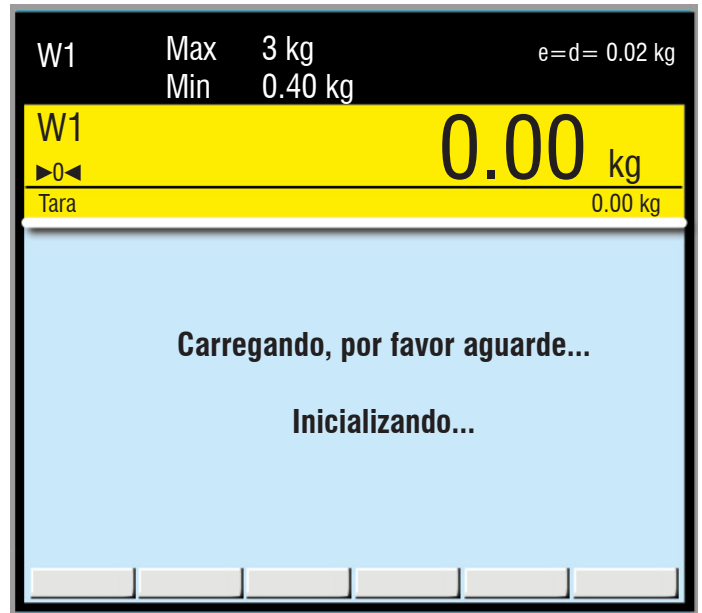 W1 Max 3 kg e=d= 0.02 kg
Min 0.40 kg
W1 0.00 kg
►0◄
Tara 0.00 kg
Carregando, por favor aguarde...
Inicializando...